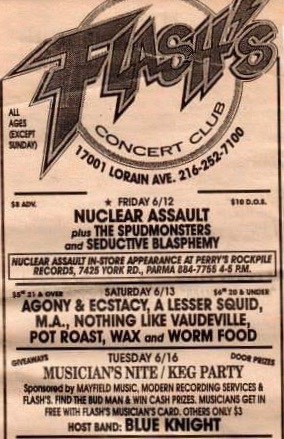 FLASH'S
CONCERT CLUB
ALL
AGES
(EXCEPT
SUNDAY)
17001 LORAIN AVE. 216-252-7100
$8 ADV. ★ FRIDAY 6/12 $10 D.O.S.
NUCLEAR ASSAULT
plus THE SPUDMONSTERS
and SEDUCTIVE BLASPHEMY
NUCLEAR ASSAULT IN-STORE APPEARANCE AT PERRY'S ROCKPILE
RECORDS, 7425 YORK RD., PARMA 884-7755 4-5 P.M.
$5⁰⁰ 21 & OVER SATURDAY 6/13 $6⁰⁰ 20 & UNDER
AGONY & ECSTACY, A LESSER SQUID,
M.A., NOTHING LIKE VAUDEVILLE,
POT ROAST, WAX and WORM FOOD
GIVEAWAYS TUESDAY 6/16 DOOR PRIZES
MUSICIAN'S NITE / KEG PARTY
Sponsored by MAYFIELD MUSIC, MODERN RECORDING SERVICES &
FLASH'S. FIND THE BUD MAN & WIN CASH PRIZES. MUSICIANS GET IN
FREE WITH FLASH'S MUSICIAN'S CARD. OTHERS ONLY $3
HOST BAND: BLUE KNIGHT